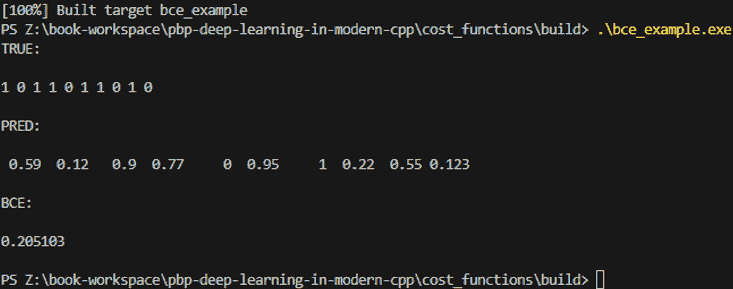 [100%] Built target bce_example
PS Z:\book-workspace\pbp-deep-learning-in-modern-cpp\cost_functions\build> .\bce_example.exe
TRUE:
1 0 1 1 0 1 1 0 1 0
PRED:
0.59 0.12 0.9 0.77 0 0.95 1 0.22 0.55 0.123
BCE:
0.205103
PS Z:\book-workspace\pbp-deep-learning-in-modern-cpp\cost_functions\build>